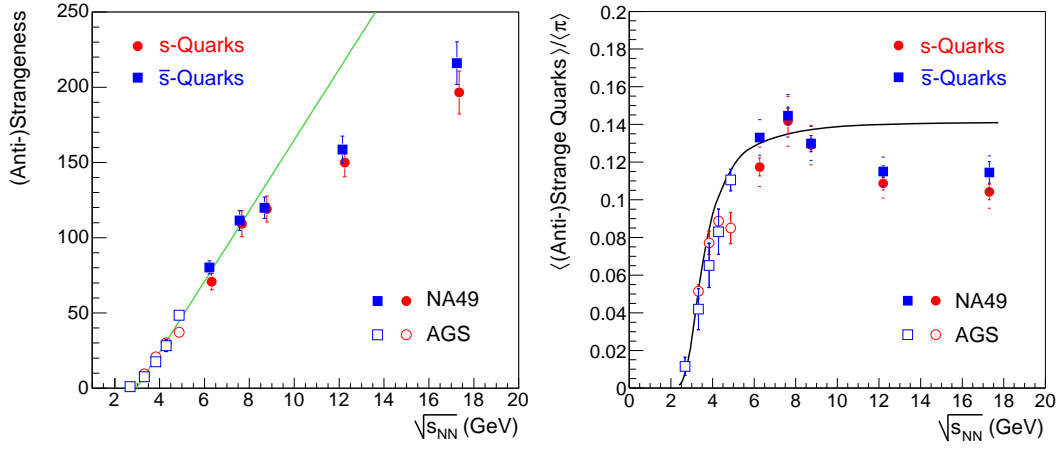 (Anti-)Strangeness
250
200
150
100
50
0
s-Quarks
s̅-Quarks
NA49
AGS
2 4 6 8 10 12 14 16 18 20
√s_NN (GeV)
⟨(Anti-)Strange Quarks⟩/⟨π⟩
0.2
0.18
0.16
0.14
0.12
0.1
0.08
0.06
0.04
0.02
0
s-Quarks
s̅-Quarks
NA49
AGS
0 2 4 6 8 10 12 14 16 18 20
√s_NN (GeV)